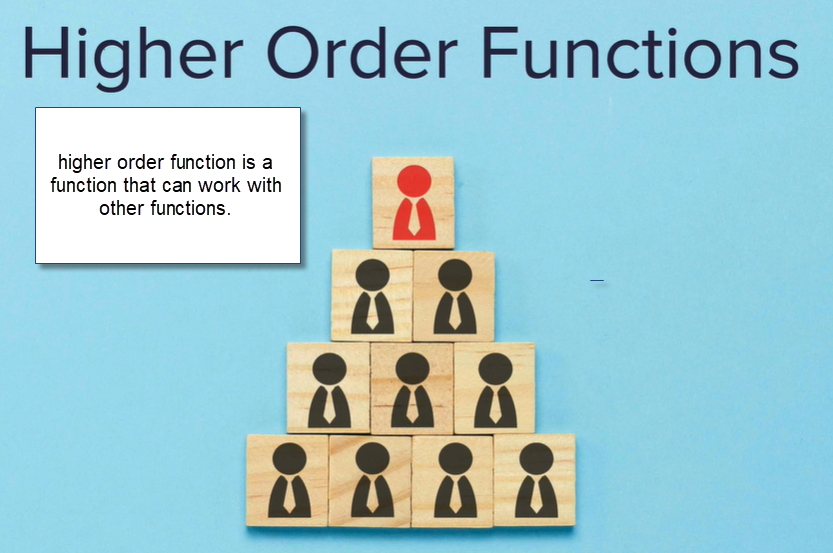 Higher Order Functions
higher order function is a
function that can work with
other functions.